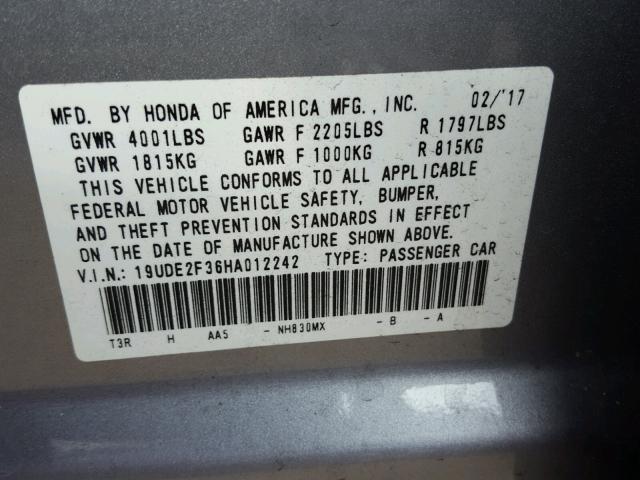 MFD. BY HONDA OF AMERICA MFG., INC. 02/'17
GVWR 4001LBS GAWR F 2205LBS R 1797LBS
GVWR 1815KG GAWR F 1000KG R 815KG
THIS VEHICLE CONFORMS TO ALL APPLICABLE
FEDERAL MOTOR VEHICLE SAFETY, BUMPER,
AND THEFT PREVENTION STANDARDS IN EFFECT
ON THE DATE OF MANUFACTURE SHOWN ABOVE.
V.I.N.: 19UDE2F36HA012242 TYPE: PASSENGER CAR
T3R H AA5 -NH830MX -B -A